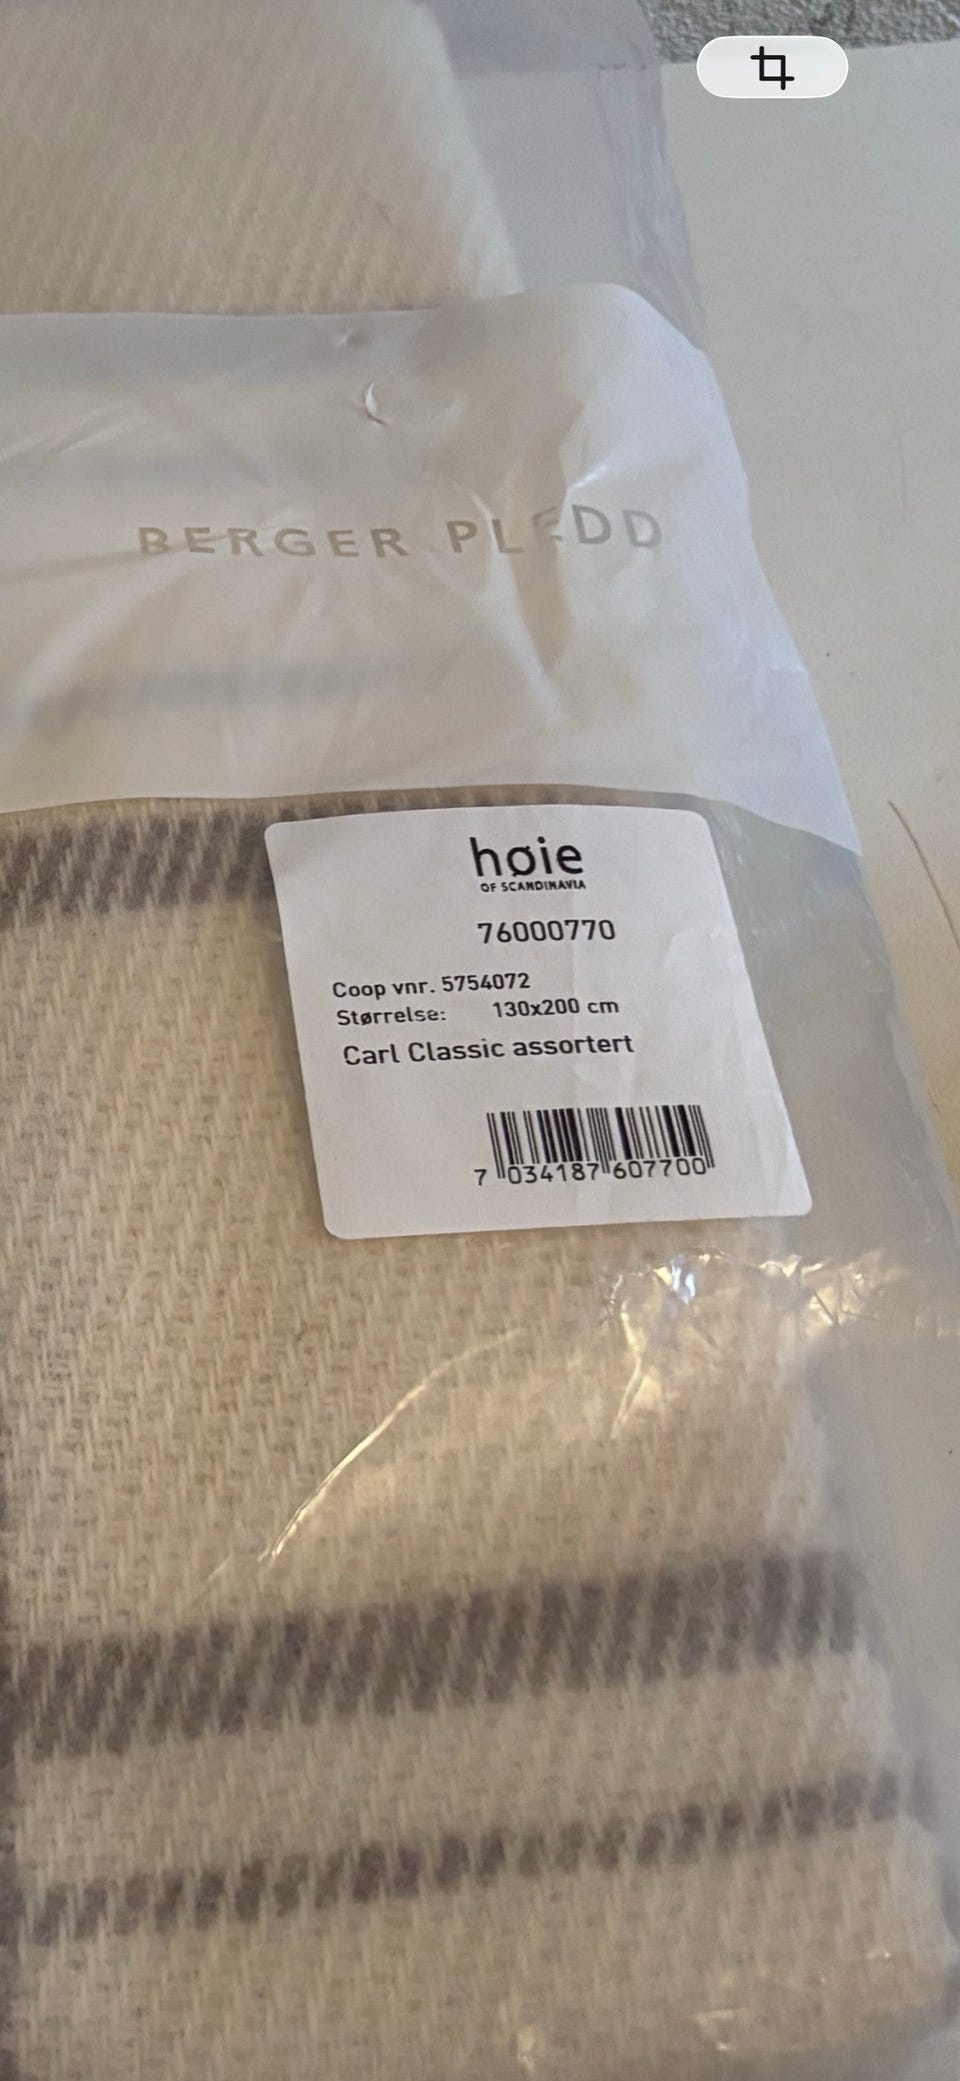 BERGER PLEDD
høie
OF SCANDINAVIA
76000770
Coop vnr. 5754072
Størrelse: 130x200 cm
Carl Classic assortert
7 034187 607700